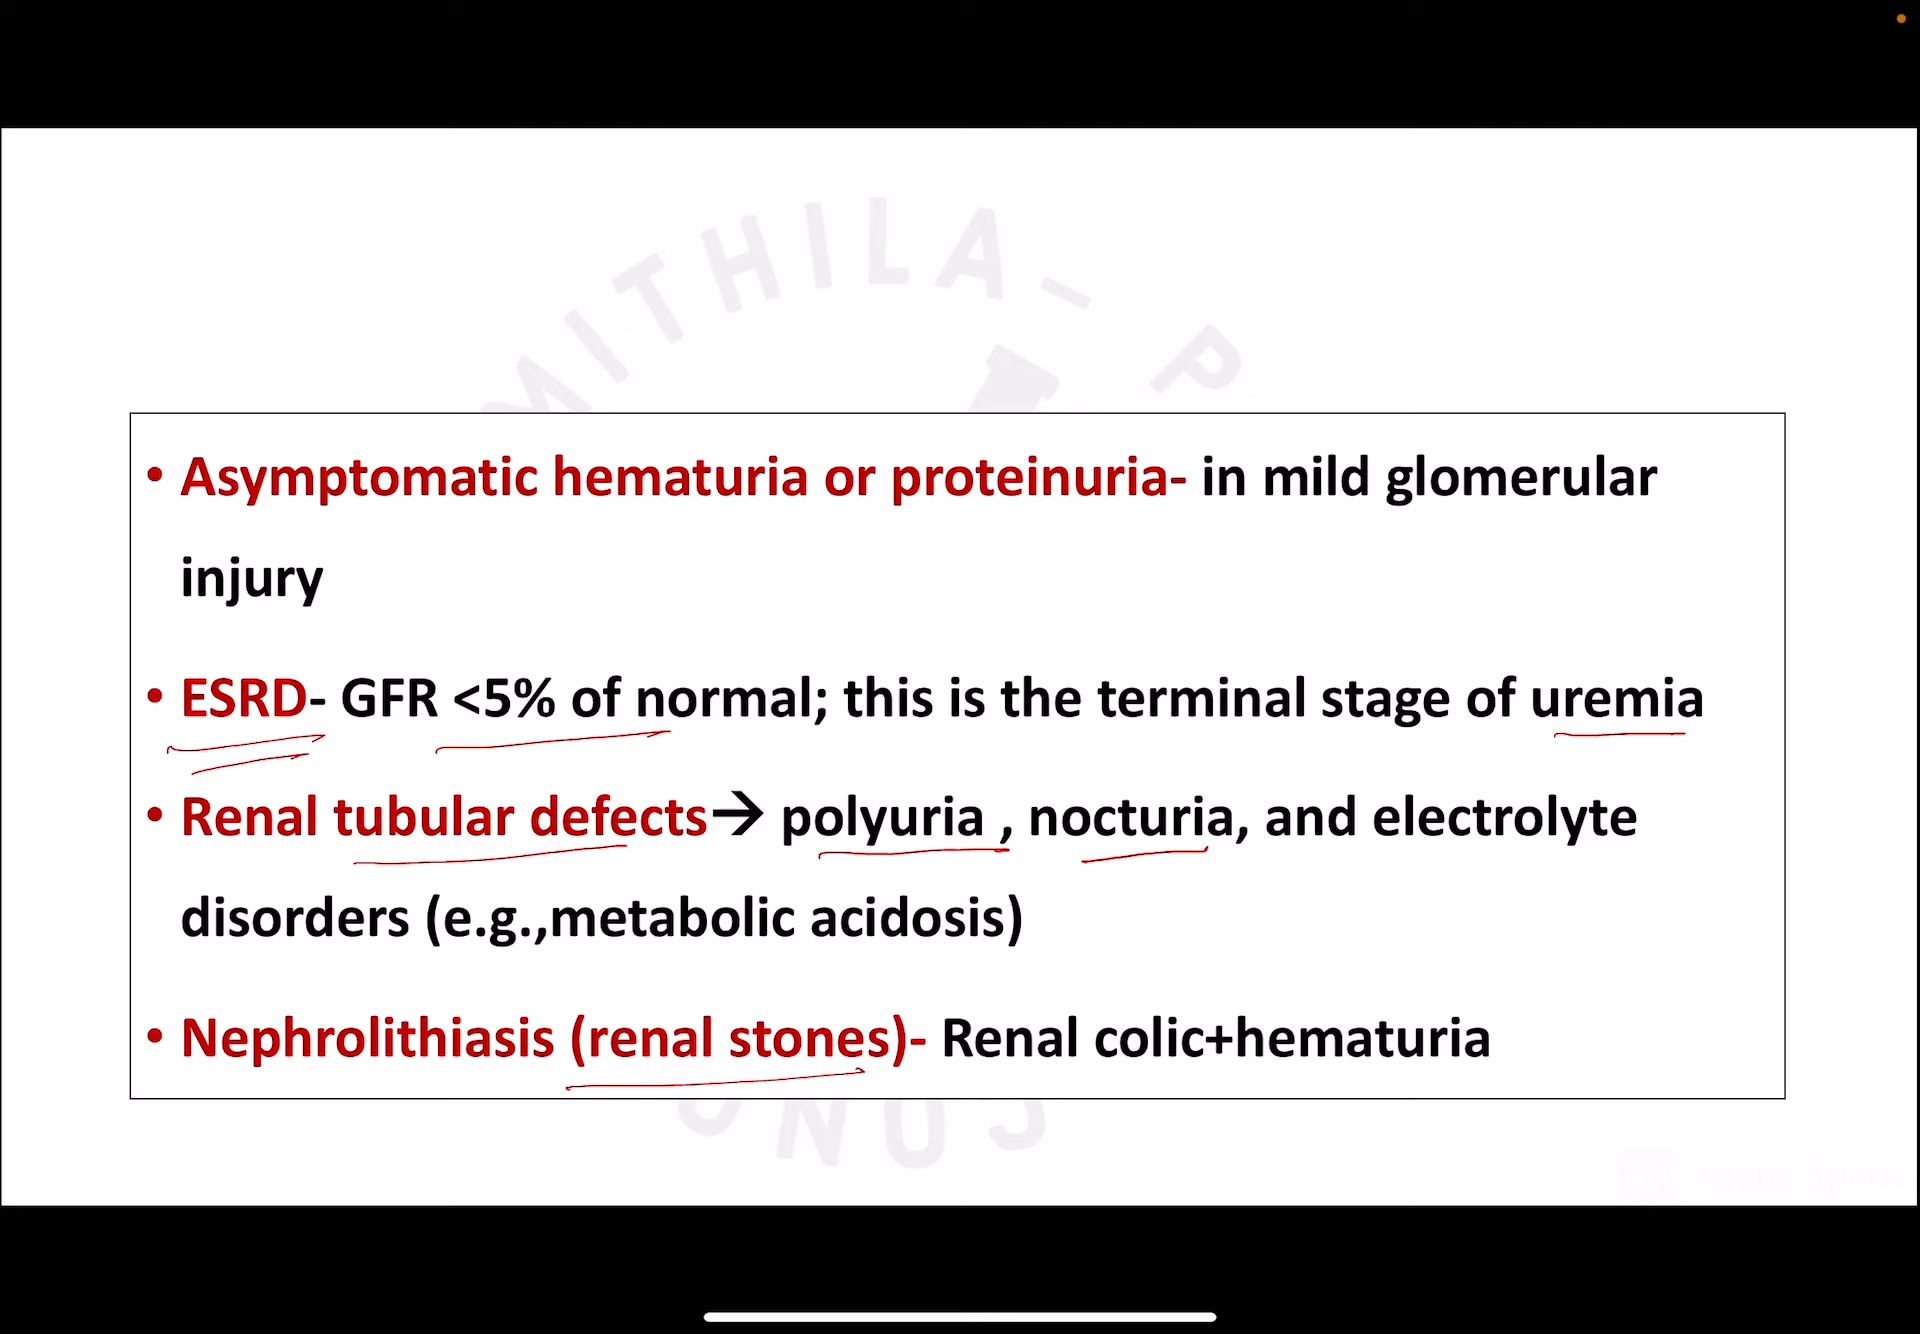 MITHILA - P
• Asymptomatic hematuria or proteinuria- in mild glomerular
injury
• ESRD- GFR <5% of normal; this is the terminal stage of uremia
• Renal tubular defects→ polyuria , nocturia, and electrolyte
disorders (e.g.,metabolic acidosis)
• Nephrolithiasis (renal stones)- Renal colic+hematuria